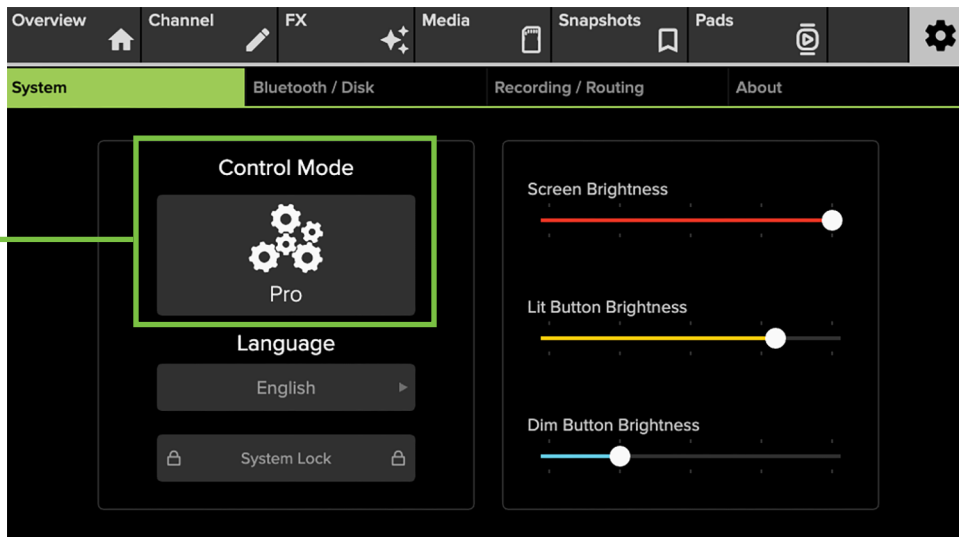 Overview
Channel
FX
Media
Snapshots
Pads
System
Bluetooth / Disk
Recording / Routing
About
Control Mode
Pro
Language
English
System Lock
Screen Brightness
Lit Button Brightness
Dim Button Brightness